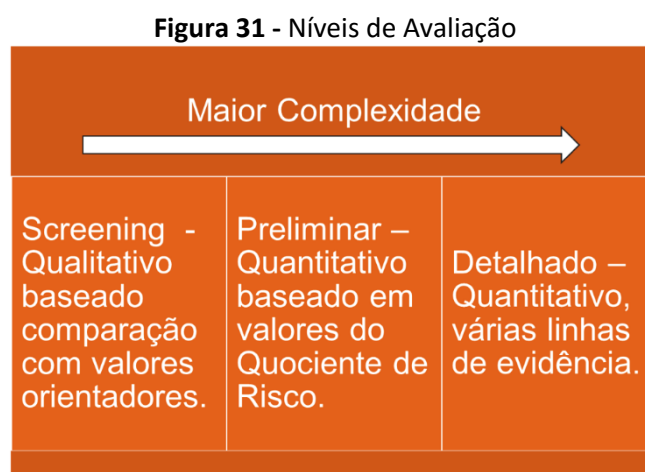 Figura 31 - Níveis de Avaliação
Maior Complexidade
Screening -
Qualitativo
baseado
comparação
com valores
orientadores.
Preliminar –
Quantitativo
baseado em
valores do
Quociente de
Risco.
Detalhado –
Quantitativo,
várias linhas
de evidência.